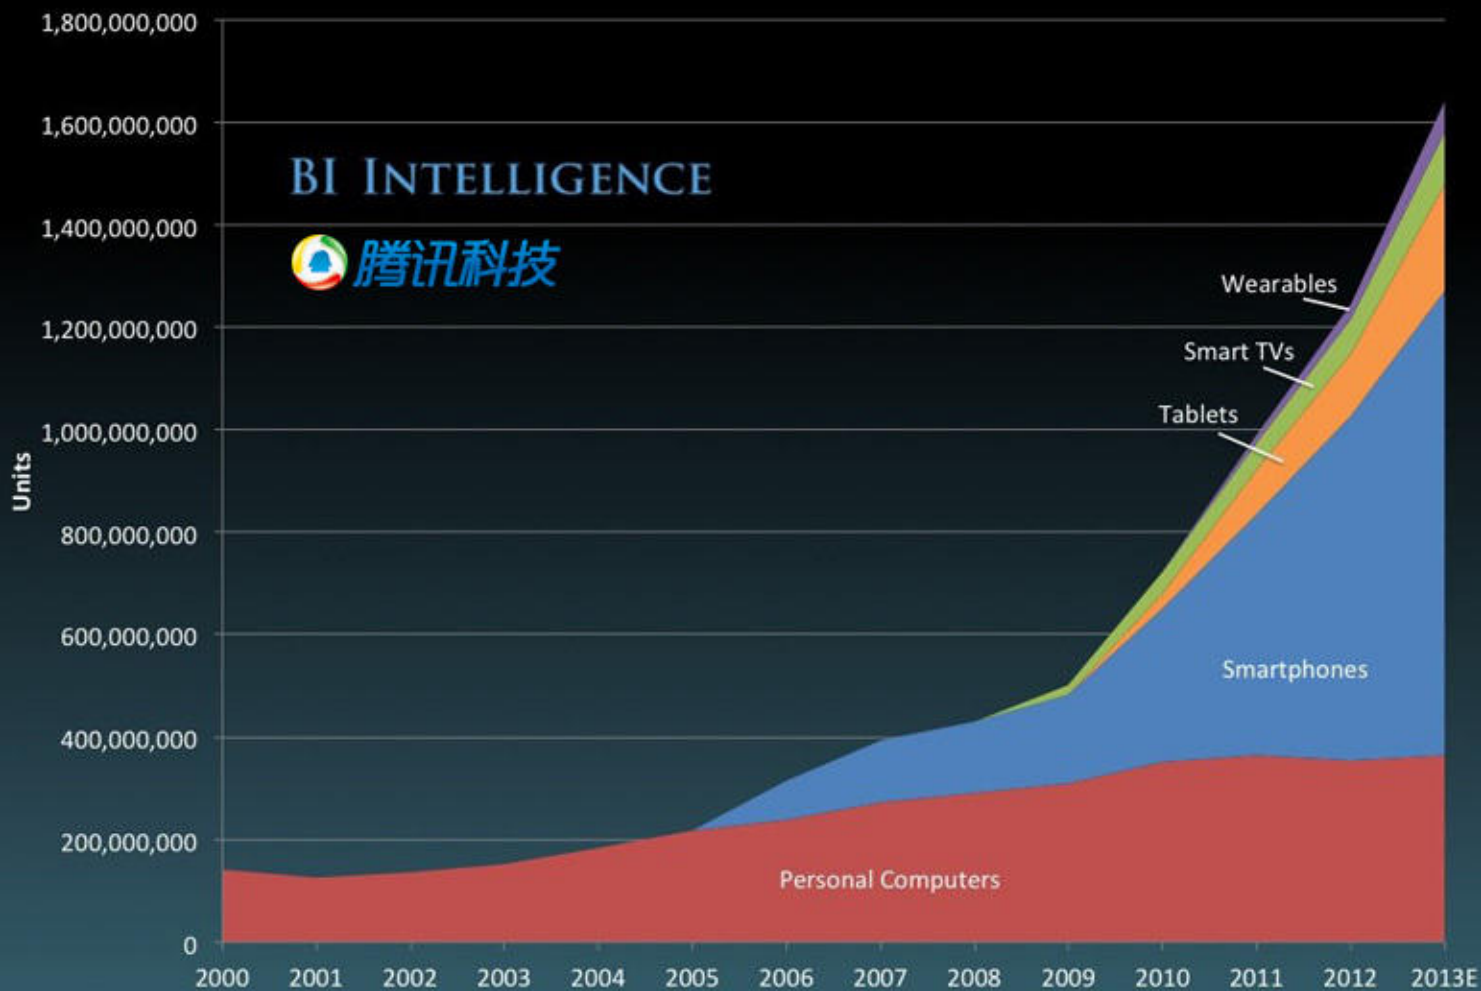 1,800,000,000
1,600,000,000
BI INTELLIGENCE
1,400,000,000
腾讯科技
Wearables
1,200,000,000
Smart TVs
Tablets
1,000,000,000
Units
800,000,000
600,000,000
Smartphones
400,000,000
200,000,000
Personal Computers
0
2000 2001 2002 2003 2004 2005 2006 2007 2008 2009 2010 2011 2012 2013E